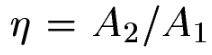 η = A₂/A₁